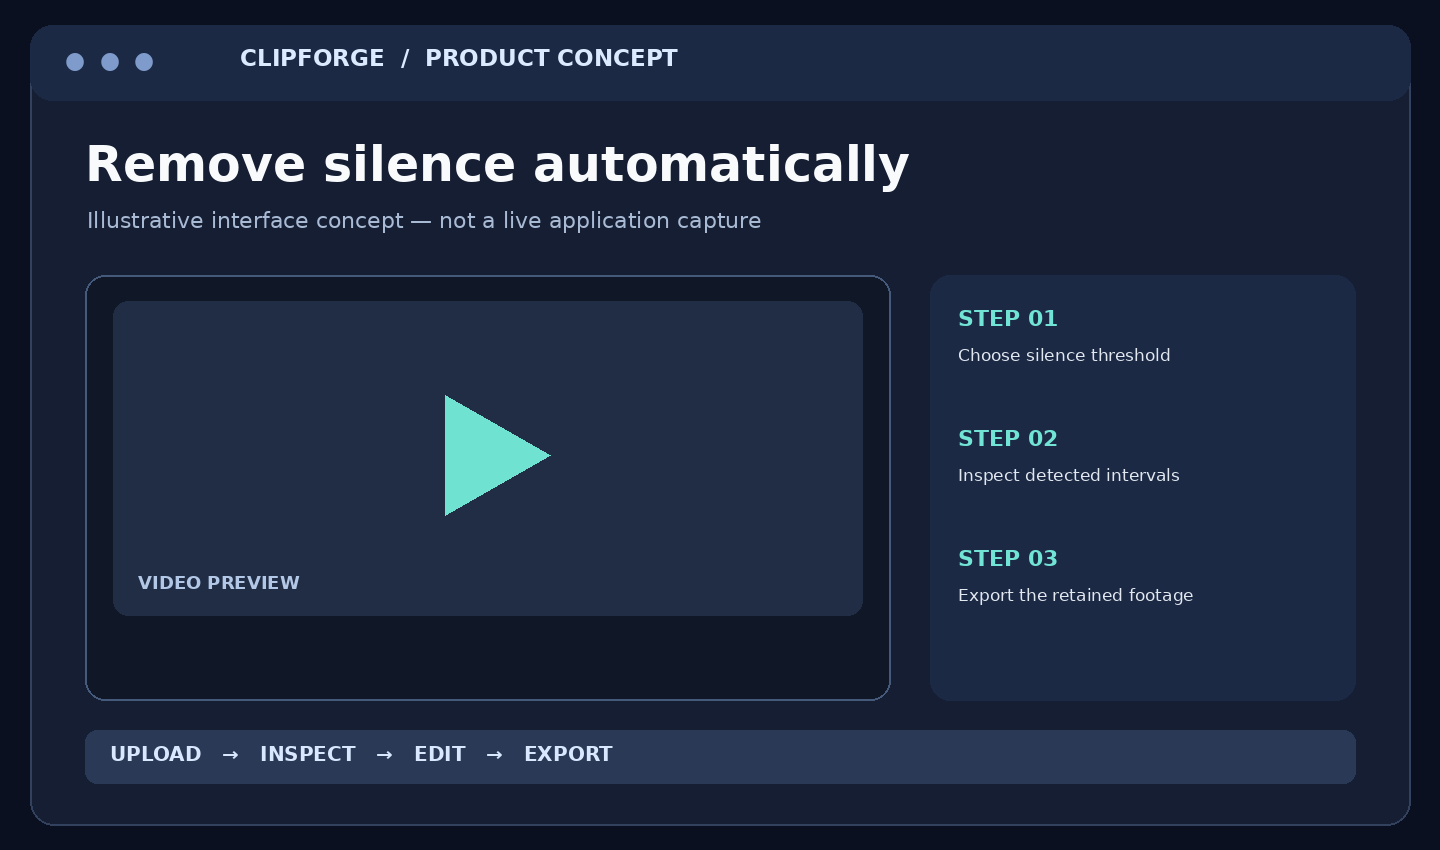 CLIPFORGE / PRODUCT CONCEPT
Remove silence automatically
Illustrative interface concept — not a live application capture
VIDEO PREVIEW
STEP 01
Choose silence threshold
STEP 02
Inspect detected intervals
STEP 03
Export the retained footage
UPLOAD → INSPECT → EDIT → EXPORT